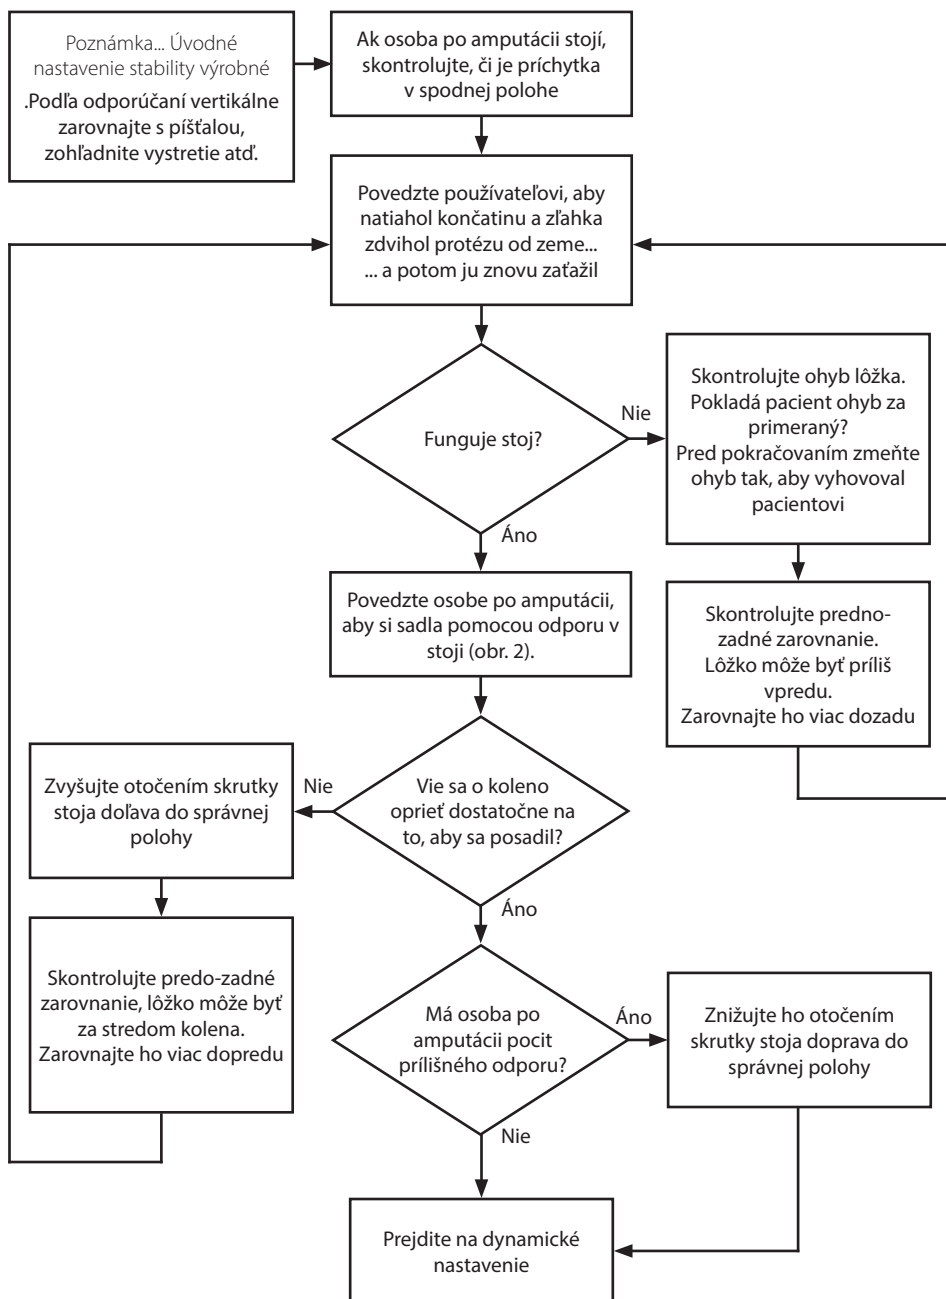 Poznámka... Úvodné
nastavenie stability výrobné
.Podľa odporúčaní vertikálne
zarovnajte s píšťalou,
zohľadnite vystretie atď.
Ak osoba po amputácii stojí,
skontrolujte, či je príchytka
v spodnej polohe
Povedzte používateľovi, aby
natiahol končatinu a zľahka
zdvihol protézu od zeme...
... a potom ju znovu zaťažil
Funguje stoj?
Nie
Skontrolujte ohyb lôžka.
Pokladá pacient ohyb za
primeraný?
Pred pokračovaním zmeňte
ohyb tak, aby vyhovoval
pacientovi
Áno
Povedzte osobe po amputácii,
aby si sadla pomocou odporu v
stoji (obr. 2).
Skontrolujte predno-
zadné zarovnanie.
Lôžko môže byť príliš
vpredu.
Zarovnajte ho viac dozadu
Vie sa o koleno
oprieť dostatočne na
to, aby sa posadil?
Nie
Zvyšujte otočením skrutky
stoja doľava do správnej
polohy
Áno
Skontrolujte predo-zadné
zarovnanie, lôžko môže byť
za stredom kolena.
Zarovnajte ho viac dopredu
Má osoba po
amputácii pocit
prílišného odporu?
Áno
Znižujte ho otočením
skrutky stoja doprava do
správnej polohy
Nie
Prejdite na dynamické
nastavenie